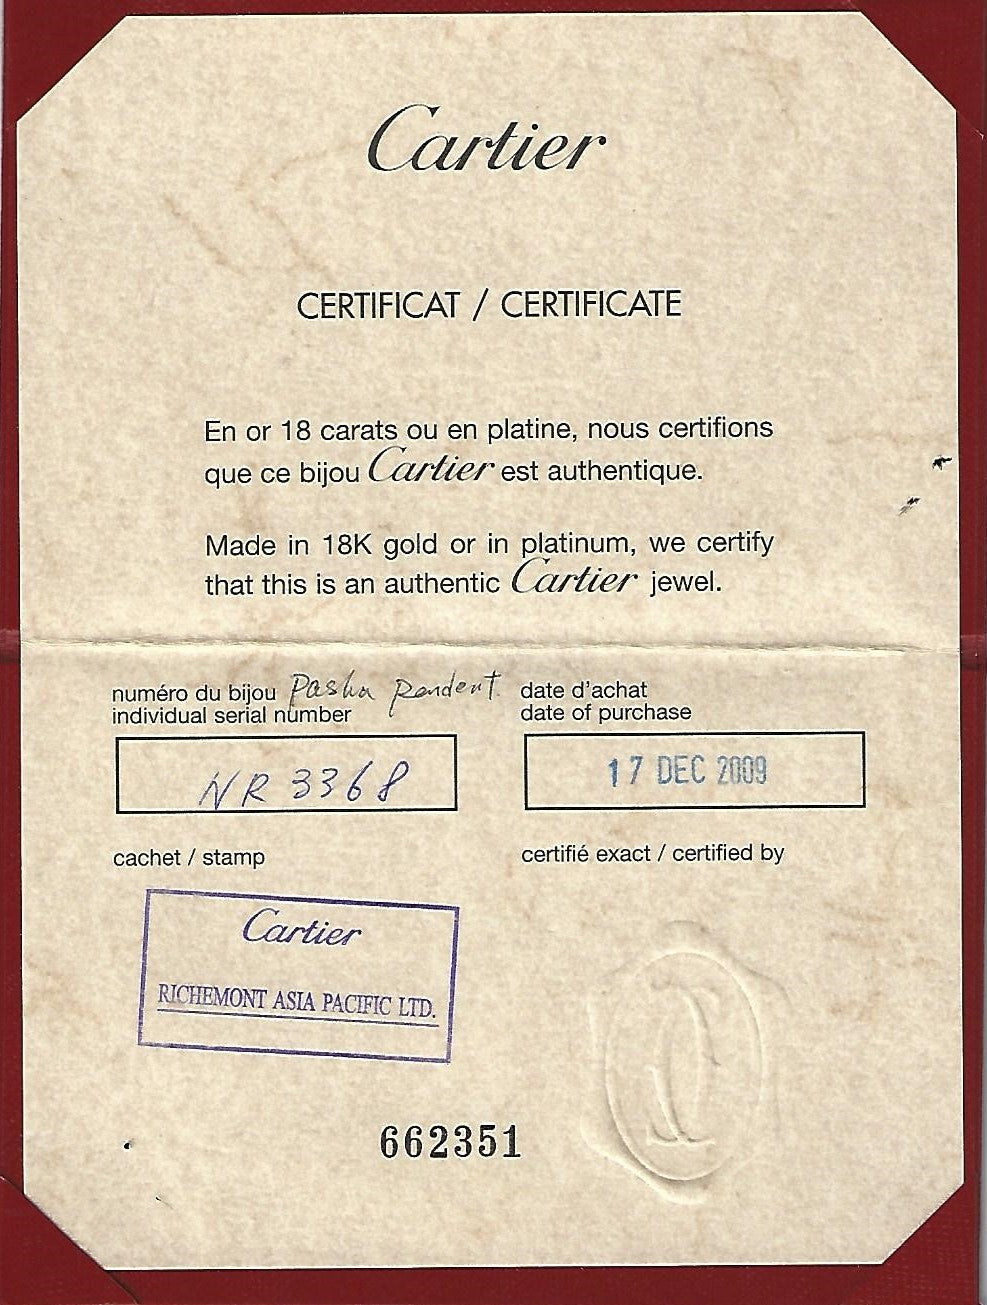 Cartier
CERTIFICAT / CERTIFICATE
En or 18 carats ou en platine, nous certifions
que ce bijou Cartier est authentique.
Made in 18K gold or in platinum, we certify
that this is an authentic Cartier jewel.
numéro du bijou Pasha Pendent.
individual serial number
NR 3368
date d'achat
date of purchase
17 DEC 2009
cachet / stamp
certifié exact / certified by
Cartier
RICHEMONT ASIA PACIFIC LTD.
662351